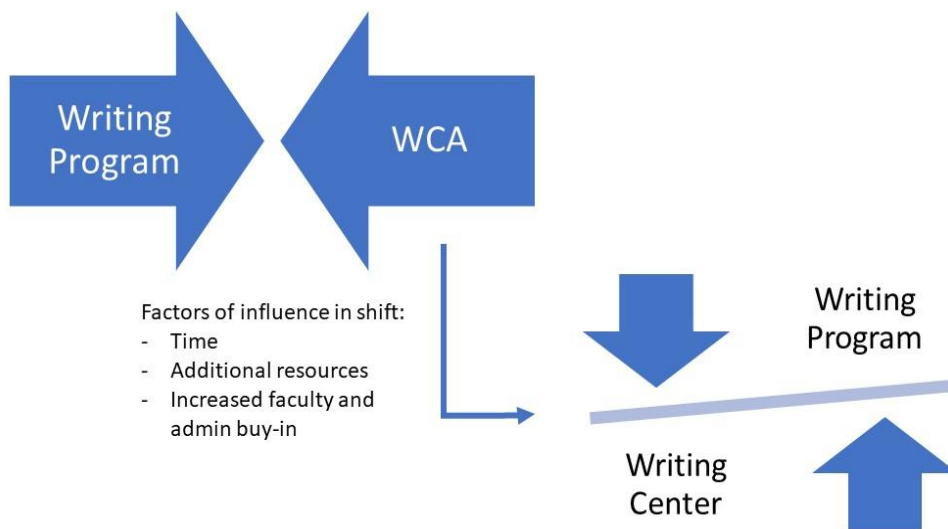 Writing
Program
WCA
Factors of influence in shift:
- Time
- Additional resources
- Increased faculty and
admin buy-in
Writing
Program
Writing
Center